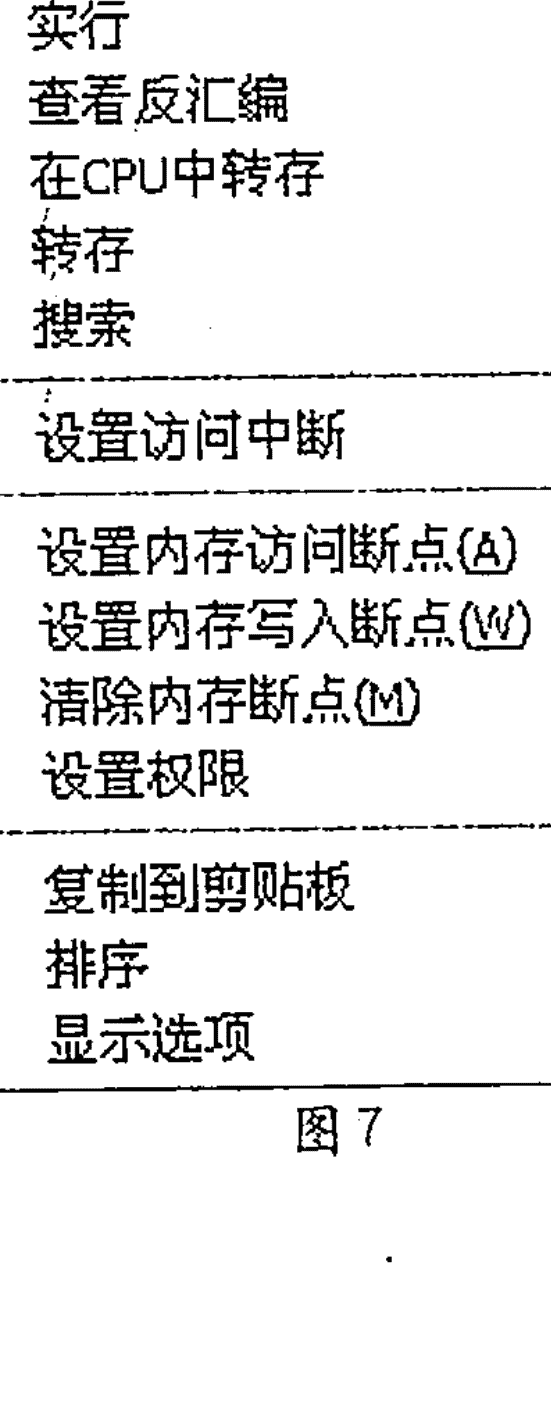 实行
查看反汇编
在CPU中转存
转存
搜索
设置访问中断
设置内存访问断点(A)
设置内存写入断点(W)
清除内存断点(M)
设置权限
复制到剪贴板
排序
显示选项
图 7